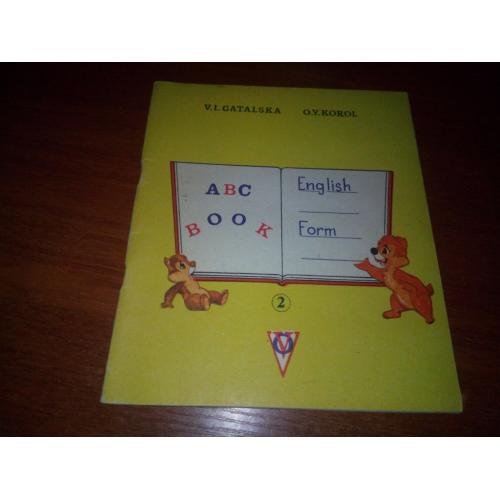 V.I.GATALSKA O.Y.KOROL
ABC
BOOK
English
Form
2